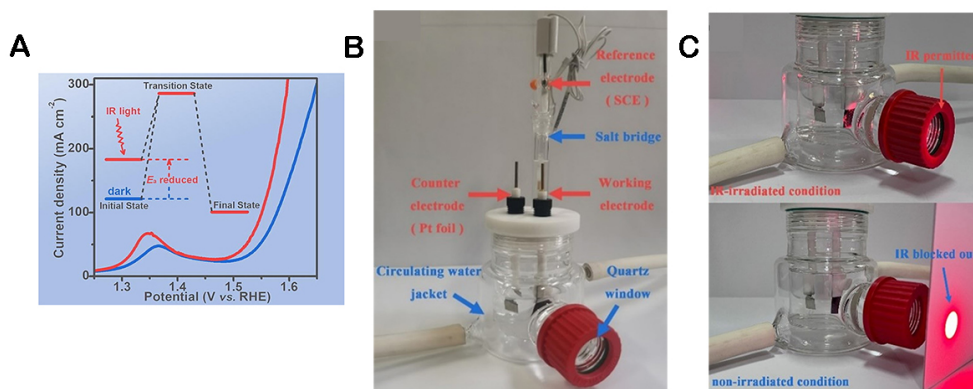 A
300
200
100
0
Current density (mA cm⁻²)
1.3
1.4
1.5
1.6
Potential (V vs. RHE)
Transition State
IR light
Eₐ reduced
dark
Initial State
Final State
B
Reference
electrode
( SCE )
Salt bridge
Counter
electrode
( Pt foil )
Working
electrode
Circulating water
jacket
Quartz
window
C
IR permitted
IR-irradiated condition
IR blocked out
non-irradiated condition